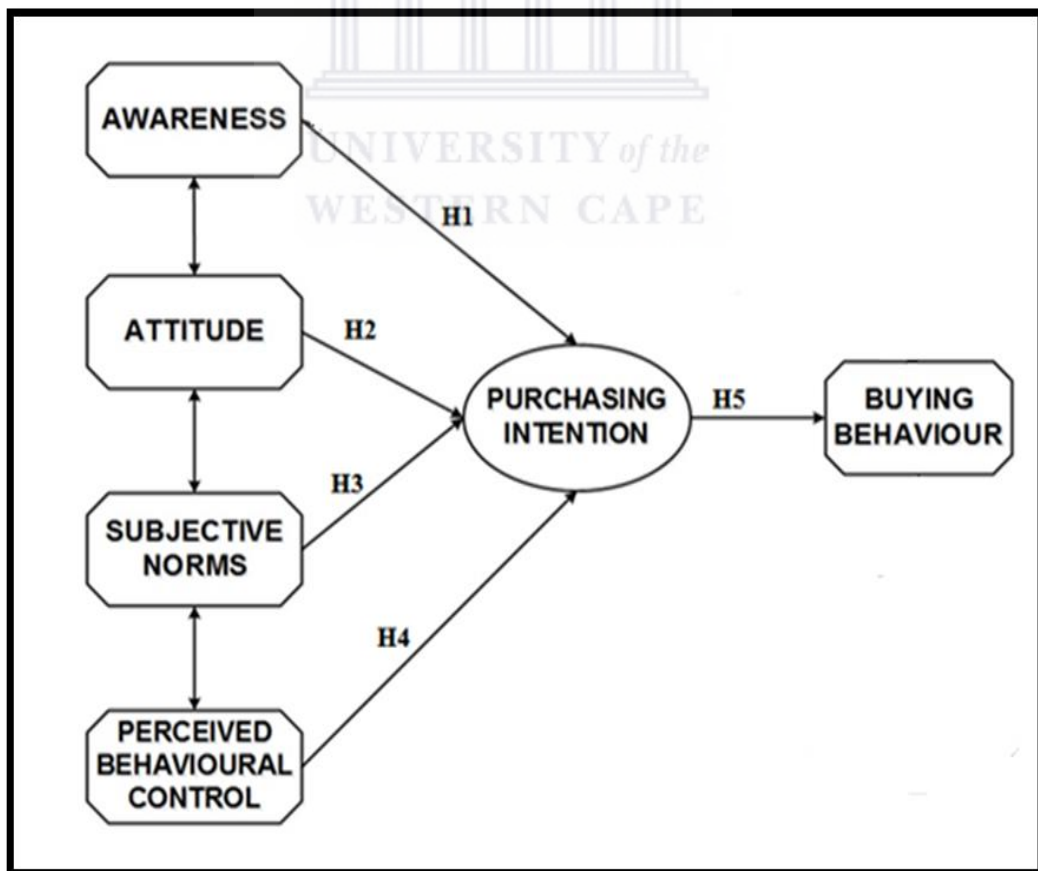 AWARENESS
UNIVERSITY of the
WESTERN CAPE
H1
ATTITUDE
H2
PURCHASING
INTENTION
H5
BUYING
BEHAVIOUR
H3
SUBJECTIVE
NORMS
H4
PERCEIVED
BEHAVIOURAL
CONTROL